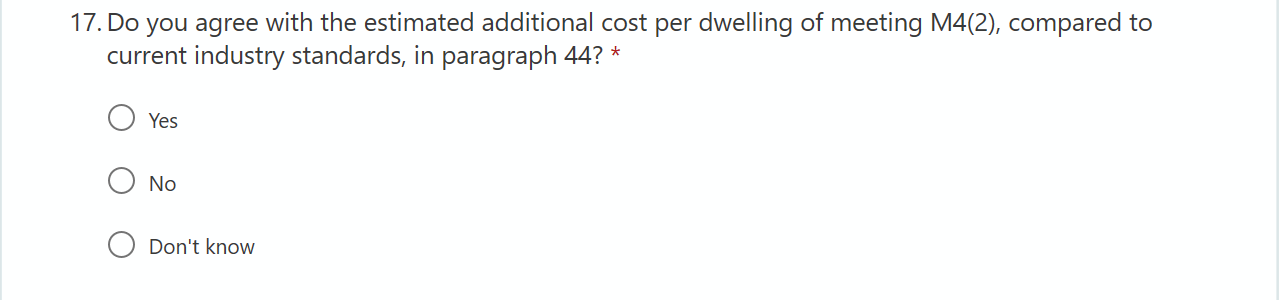 17. Do you agree with the estimated additional cost per dwelling of meeting M4(2), compared to
current industry standards, in paragraph 44? *
Yes
No
Don't know